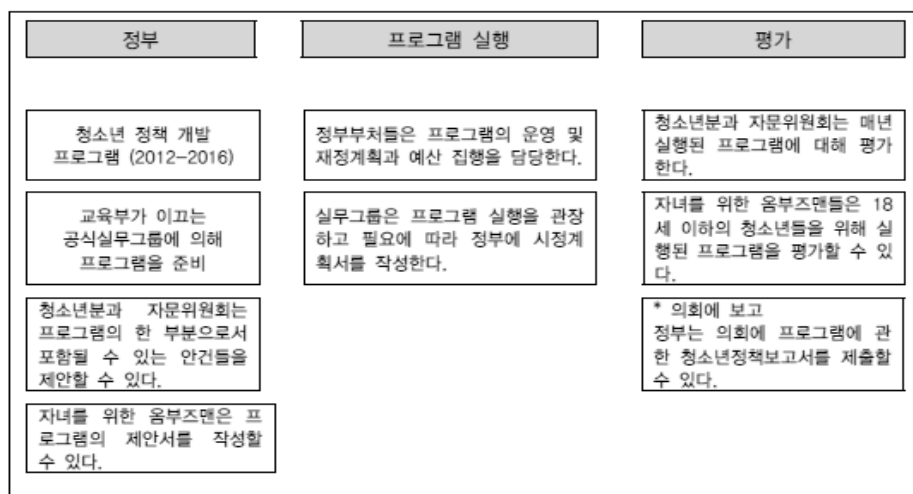 정부
청소년 정책 개발
프로그램 (2012-2016)
교육부가 이끄는
공식실무그룹에 의해
프로그램을 준비
청소년분과 자문위원회는
프로그램의 한 부분으로서
포함될 수 있는 안건들을
제안할 수 있다.
자녀를 위한 옴부즈맨은 프
로그램의 제안서를 작성할
수 있다.
프로그램 실행
정부부처들은 프로그램의 운영 및
재정계획과 예산 집행을 담당한다.
실무그룹은 프로그램 실행을 관장
하고 필요에 따라 정부에 시정계
획서를 작성한다.
평가
청소년분과 자문위원회는 매년
실행된 프로그램에 대해 평가
한다.
자녀를 위한 옴부즈맨들은 18
세 이하의 청소년들을 위해 실
행된 프로그램을 평가할 수 있
다.
* 의회에 보고
정부는 의회에 프로그램에 관
한 청소년정책보고서를 제출할
수 있다.